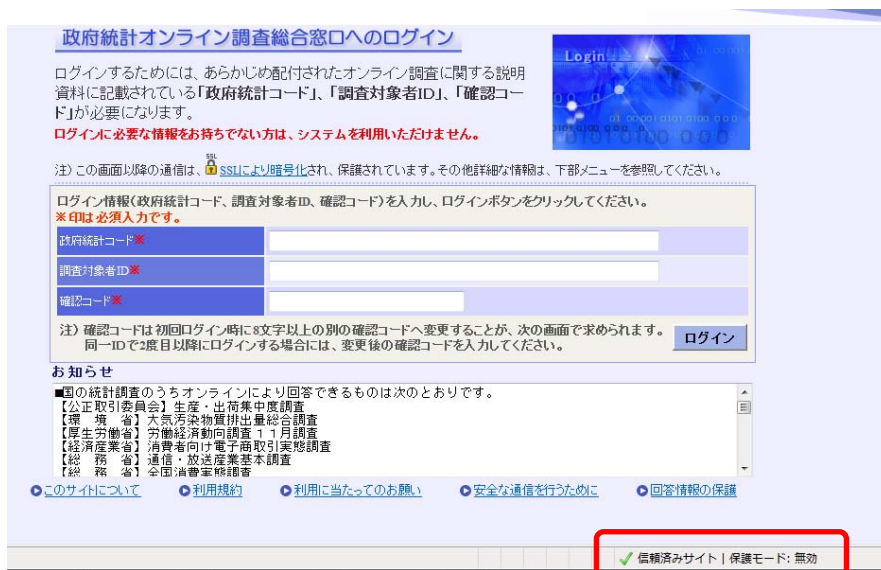 政府統計オンライン調査総合窓口へのログイン
Login
ログインするためには、あらかじめ配付されたオンライン調査に関する説明
資料に記載されている「政府統計コード」、「調査対象者ID」、「確認コー
ド」が必要になります。
ログインに必要な情報をお持ちでない方は、システムを利用いただけません。
注）この画面以降の通信は、SSLにより暗号化され、保護されています。その他詳細な情報は、下部メニューを参照してください。
ログイン情報（政府統計コード、調査対象者ID、確認コード）を入力し、ログインボタンをクリックしてください。
※印は必須入力です。
政府統計コード※
調査対象者ID※
確認コード※
注）確認コードは初回ログイン時に8文字以上の別の確認コードへ変更することが、次の画面で求められます。
同一IDで2度目以降にログインする場合には、変更後の確認コードを入力してください。
ログイン
お知らせ
■国の統計調査のうちオンラインにより回答できるものは次のとおりです。
【公正取引委員会】生産・出荷集中度調査
【環　境　省】大気汚染物質排出量総合調査
【厚生労働省】労働経済動向調査１１月調査
【経済産業省】消費者向け電子商取引実態調査
【総　務　省】通信・放送産業基本調査
【総　務　省】全国消費実態調査
このサイトについて 利用規約 利用に当たってのお願い 安全な通信を行うために 回答情報の保護
信頼済みサイト | 保護モード: 無効